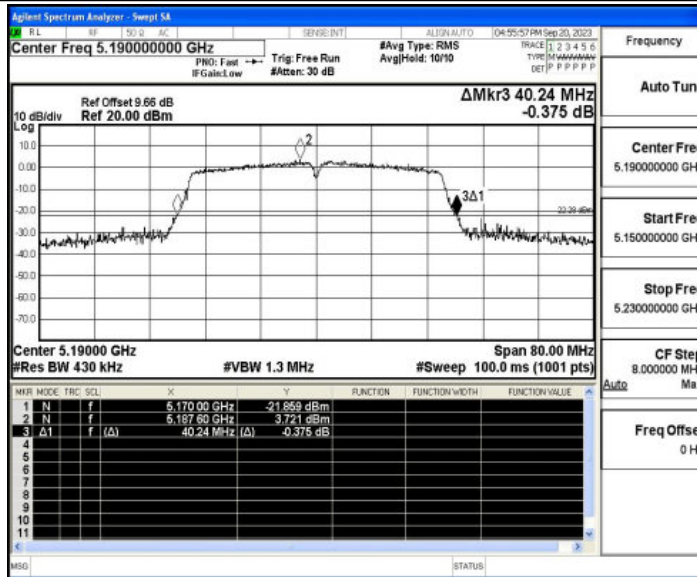 Agilent Spectrum Analyzer - Swept SA
RL RF 50 Ω AC SENSE:INT ALIGN AUTO 04:55:57 PM Sep 20, 2023
Center Freq 5.190000000 GHz
PNO: Fast Trig: Free Run
IFGain:Low #Atten: 30 dB
#Avg Type: RMS
Avg|Hold: 10/10
TRACE 1 2 3 4 5 6
TYPE
DET P P P P P P
Ref Offset 9.66 dB
10 dB/div Ref 20.00 dBm
ΔMkr3 40.24 MHz
-0.375 dB
Log
10.0
0.00
-10.0
-20.0
-30.0
-40.0
-50.0
-60.0
-70.0
2
3Δ1
Center 5.19000 GHz Span 80.00 MHz
#Res BW 430 kHz #VBW 1.3 MHz #Sweep 100.0 ms (1001 pts)
MKR MODE TRC SCL X Y FUNCTION FUNCTION WIDTH FUNCTION VALUE
1 N f 5.170 00 GHz -21.859 dBm
2 N f 5.187 60 GHz 3.721 dBm
3 Δ1 f (Δ) 40.24 MHz (Δ) -0.375 dB
4
5
6
7
8
9
10
11
MSG STATUS
Frequency
Auto Tun
Center Fre
5.190000000 GH
Start Fre
5.150000000 GH
Stop Fre
5.230000000 GH
CF Step
8.000000 MH
Auto Ma
Freq Offse
0 H